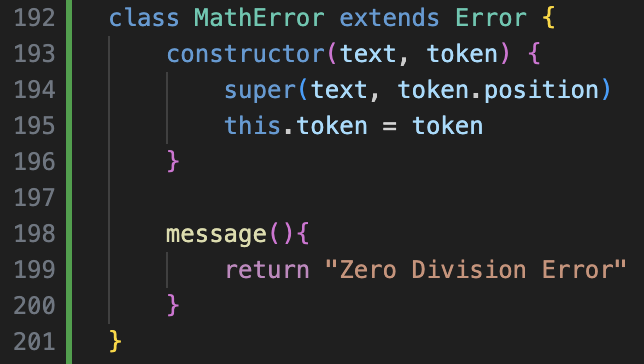 192 class MathError extends Error {
193 constructor(text, token) {
194 super(text, token.position)
195 this.token = token
196 }
197
198 message(){
199 return "Zero Division Error"
200 }
201 }